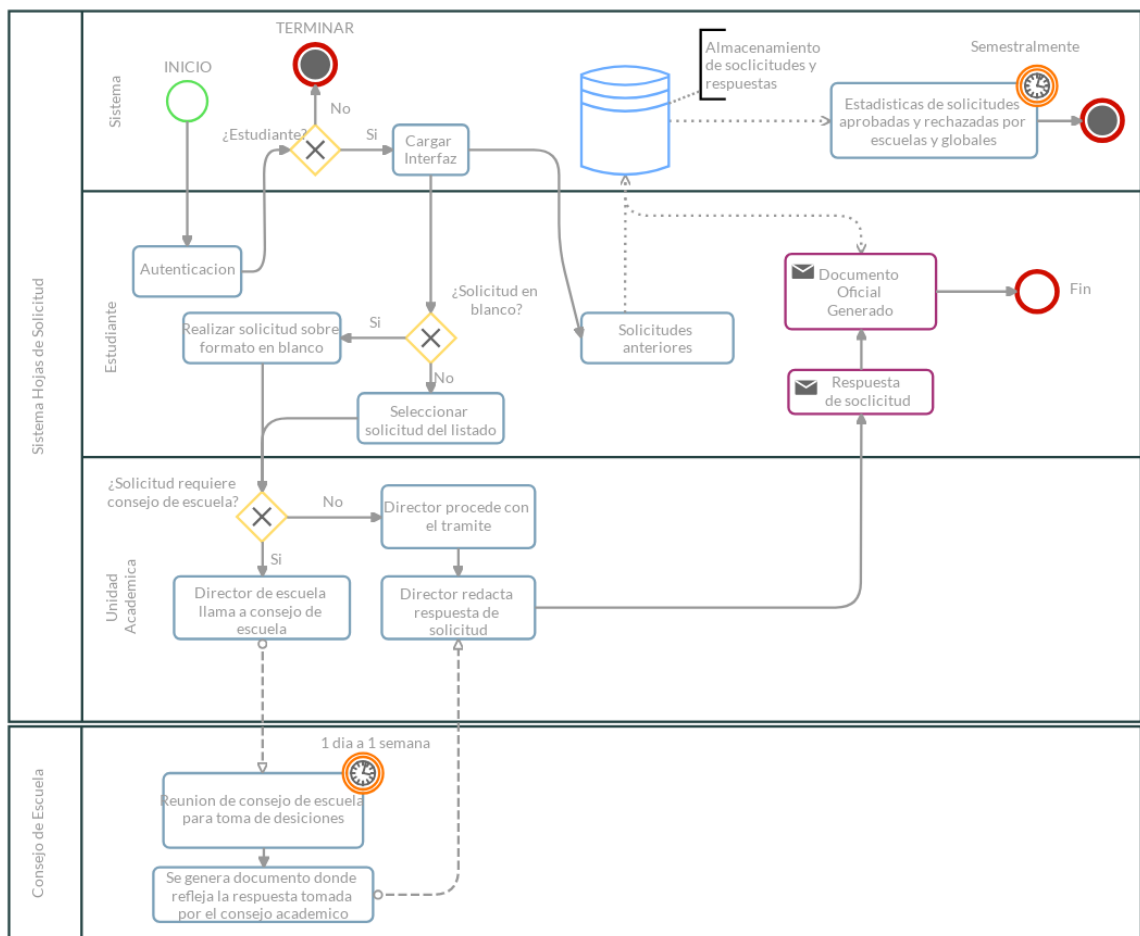 TERMINAR
INICIO
No
¿Estudiante?
Si
Cargar
Interfaz
Almacenamiento
de soclicitudes y
respuestas
Semestralmente
Estadisticas de solicitudes
aprobadas y rechazadas por
escuelas y globales
Sistema
Sistema Hojas de Solicitud
Estudiante
Autenticacion
¿Solicitud en
blanco?
Si
Realizar solicitud sobre
formato en blanco
No
Seleccionar
solicitud del listado
Solicitudes
anteriores
Documento
Oficial
Generado
Fin
Respuesta
de soclicitud
Unidad
Academica
¿Solicitud requiere
consejo de escuela?
No
Director procede con
el tramite
Si
Director de escuela
llama a consejo de
escuela
Director redacta
respuesta de
solicitud
Consejo de Escuela
1 dia a 1 semana
Reunion de consejo de escuela
para toma de desiciones
Se genera documento donde
refleja la respuesta tomada
por el consejo academico